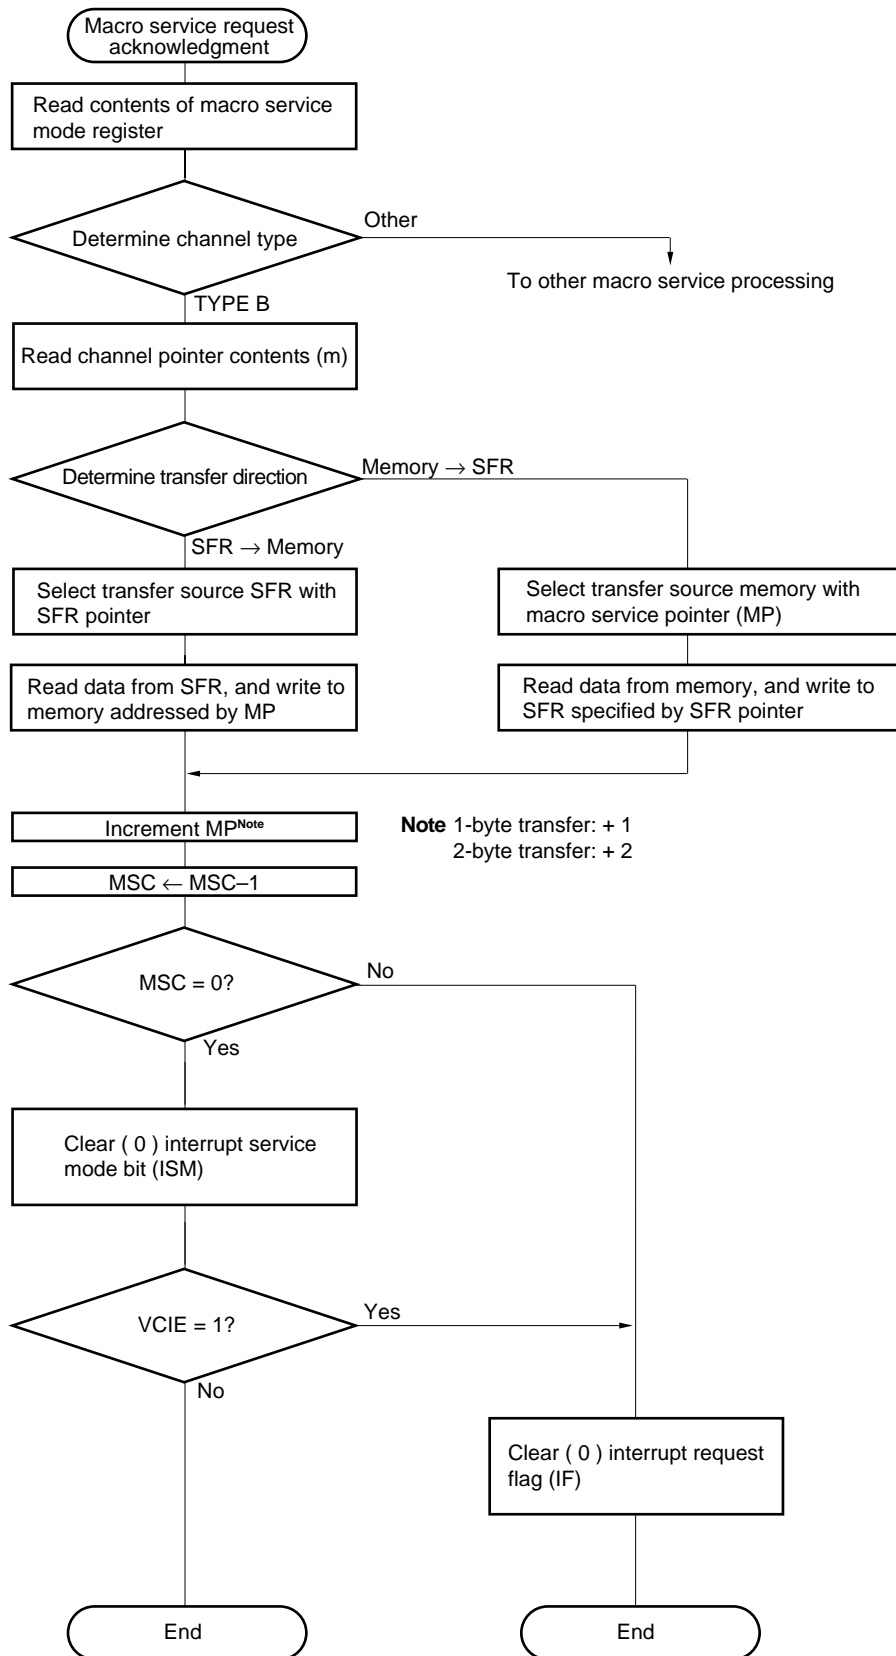 Macro service request
acknowledgment
Read contents of macro service
mode register
Determine channel type
Other
To other macro service processing
TYPE B
Read channel pointer contents (m)
Determine transfer direction
Memory → SFR
SFR → Memory
Select transfer source SFR with
SFR pointer
Select transfer source memory with
macro service pointer (MP)
Read data from SFR, and write to
memory addressed by MP
Read data from memory, and write to
SFR specified by SFR pointer
Increment MPNote
Note 1-byte transfer: + 1
2-byte transfer: + 2
MSC ← MSC–1
MSC = 0?
No
Yes
Clear ( 0 ) interrupt service
mode bit (ISM)
VCIE = 1?
Yes
No
Clear ( 0 ) interrupt request
flag (IF)
End
End